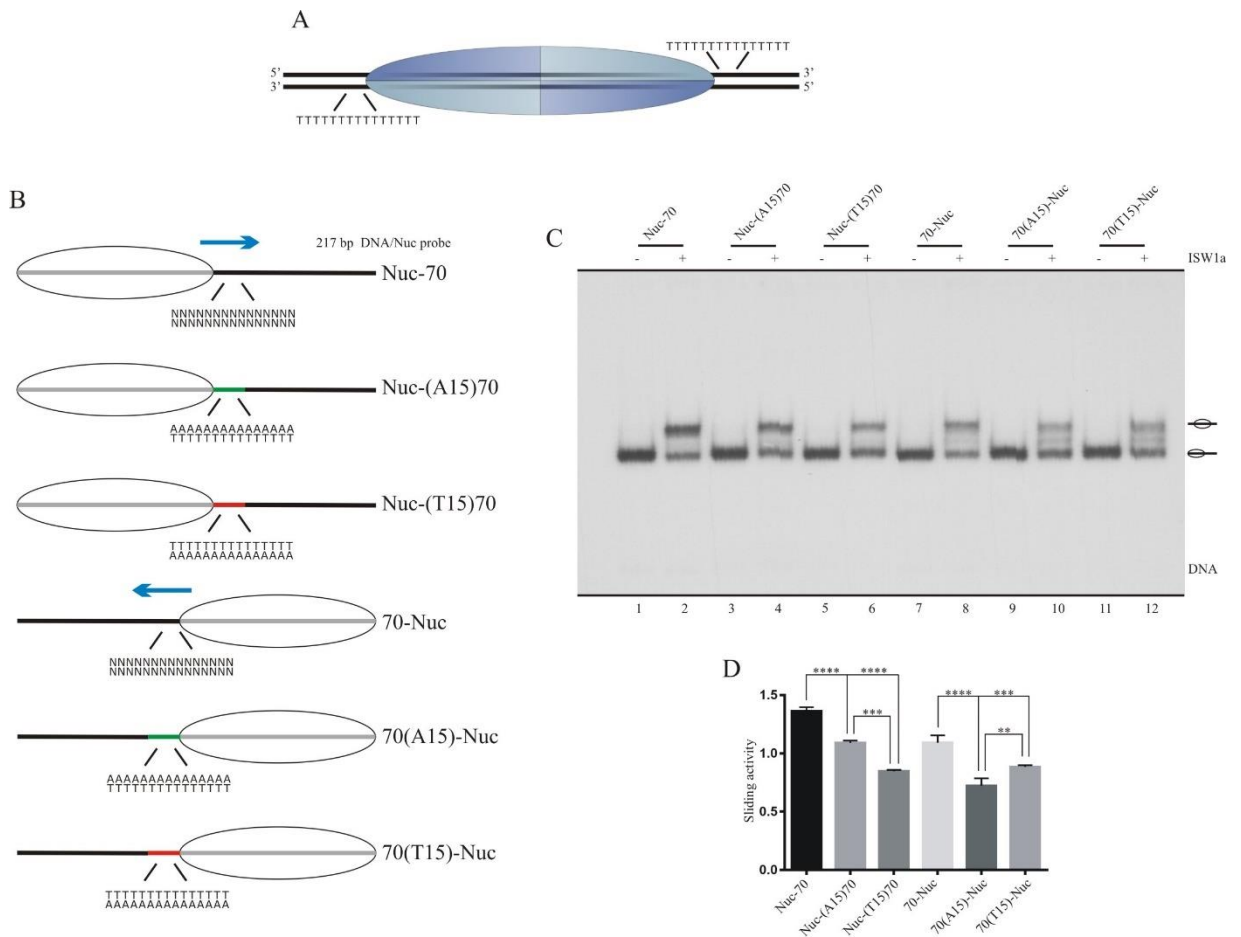 A
TTTTTTTTTTTTTTT
5’ 3’
3’ 5’
TTTTTTTTTTTTTTT
B
217 bp DNA/Nuc probe
Nuc-70
NNNNNNNNNNNNNNN
NNNNNNNNNNNNNNN
Nuc-(A15)70
AAAAAAAAAAAAAAA
TTTTTTTTTTTTTTT
Nuc-(T15)70
TTTTTTTTTTTTTTT
AAAAAAAAAAAAAAA
70-Nuc
NNNNNNNNNNNNNNN
NNNNNNNNNNNNNNN
70(A15)-Nuc
AAAAAAAAAAAAAAA
TTTTTTTTTTTTTTT
70(T15)-Nuc
TTTTTTTTTTTTTTT
AAAAAAAAAAAAAAA
C
Nuc-70 Nuc-(A15)70 Nuc-(T15)70 70-Nuc 70(A15)-Nuc 70(T15)-Nuc
- + - + - + - + - + - + ISW1a
DNA
1 2 3 4 5 6 7 8 9 10 11 12
D
**** **** **** ***
*** **
1.5
1.0
0.5
0.0
Sliding activity
Nuc-70 Nuc-(A15)70 Nuc-(T15)70 70-Nuc 70(A15)-Nuc 70(T15)-Nuc